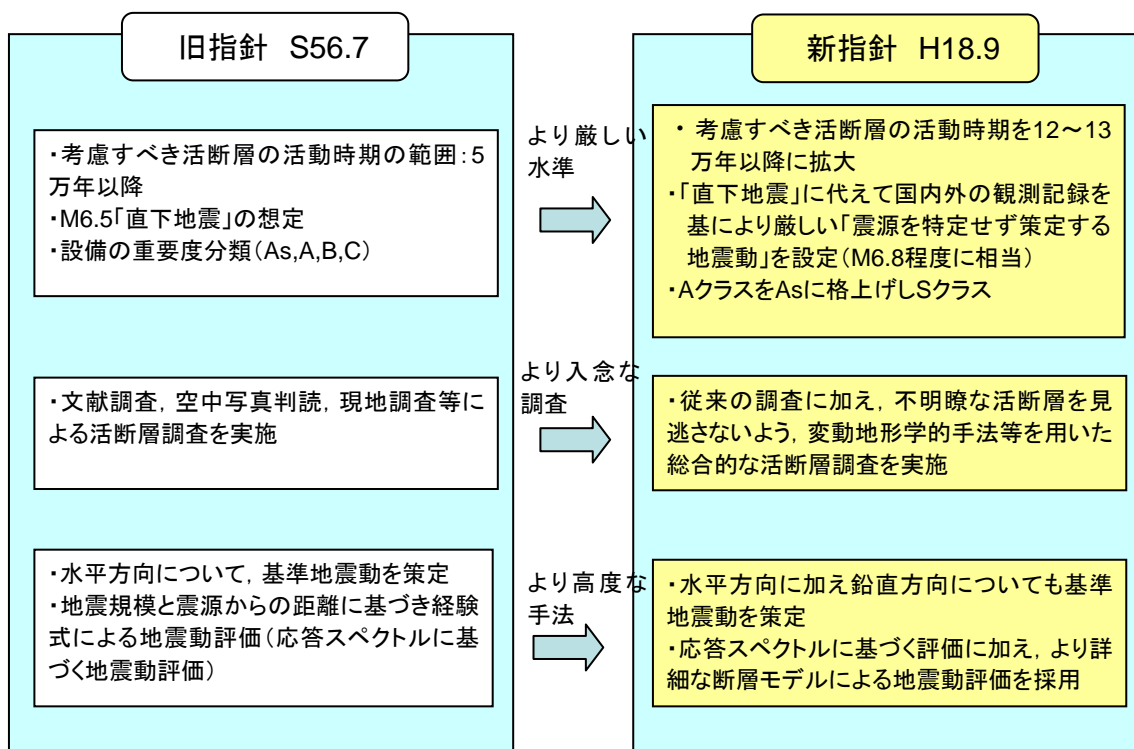 旧指針 S56.7
新指針 H18.9
・考慮すべき活断層の活動時期の範囲：5
万年以降
・M6.5「直下地震」の想定
・設備の重要度分類（As,A,B,C）
より厳しい
水準
・ 考慮すべき活断層の活動時期を12～13
万年以降に拡大
・「直下地震」に代えて国内外の観測記録を
基により厳しい「震源を特定せず策定する
地震動」を設定（M6.8程度に相当）
・AクラスをAsに格上げしSクラス
・文献調査，空中写真判読，現地調査等に
よる活断層調査を実施
より入念な
調査
・従来の調査に加え，不明瞭な活断層を見
逃さないよう，変動地形学的手法等を用いた
総合的な活断層調査を実施
・水平方向について，基準地震動を策定
・地震規模と震源からの距離に基づき経験
式による地震動評価（応答スペクトルに基
づく地震動評価）
より高度な
手法
・水平方向に加え鉛直方向についても基準
地震動を策定
・応答スペクトルに基づく評価に加え，より詳
細な断層モデルによる地震動評価を採用